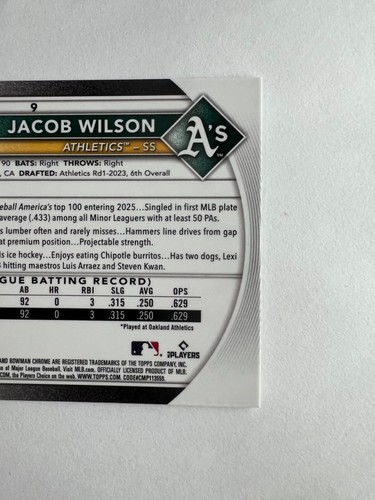 9
JACOB WILSON
ATHLETICS™ – SS
A's
90 BATS: Right THROWS: Right
, CA DRAFTED: Athletics Rd1-2023, 6th Overall
eball America's top 100 entering 2025...Singled in first MLB plate
average (.433) among all Minor Leaguers with at least 50 PAs.
s lumber often and rarely misses...Hammers line drives from gap
at premium position...Projectable strength.
is ice hockey...Enjoys eating Chipotle burritos...Has two dogs, Lexi
B hitting maestros Luis Arraez and Steven Kwan.
GUE BATTING RECORD)
AB HR RBI SLG AVG OPS
92 0 3 .315 .250 .629
92 0 3 .315 .250 .629
*Played at Oakland Athletics
PLAYERS
AND BOWMAN CHROME ARE REGISTERED TRADEMARKS OF THE TOPPS COMPANY, INC.
ns of Major League Baseball. Visit MLB.com. OFFICIALLY LICENSED PRODUCT OF MLB.
.COM, the Players Choice on the web. WWW.TOPPS.COM. CODE#CMP113559.